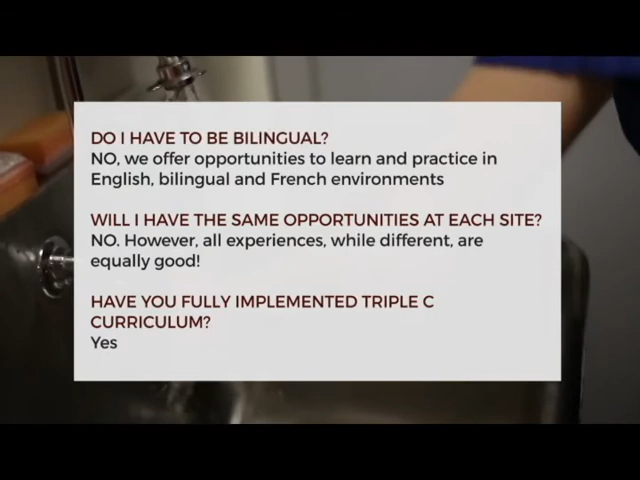 DO I HAVE TO BE BILINGUAL?
NO, we offer opportunities to learn and practice in
English, bilingual and French environments
WILL I HAVE THE SAME OPPORTUNITIES AT EACH SITE?
NO. However, all experiences, while different, are
equally good!
HAVE YOU FULLY IMPLEMENTED TRIPLE C
CURRICULUM?
Yes